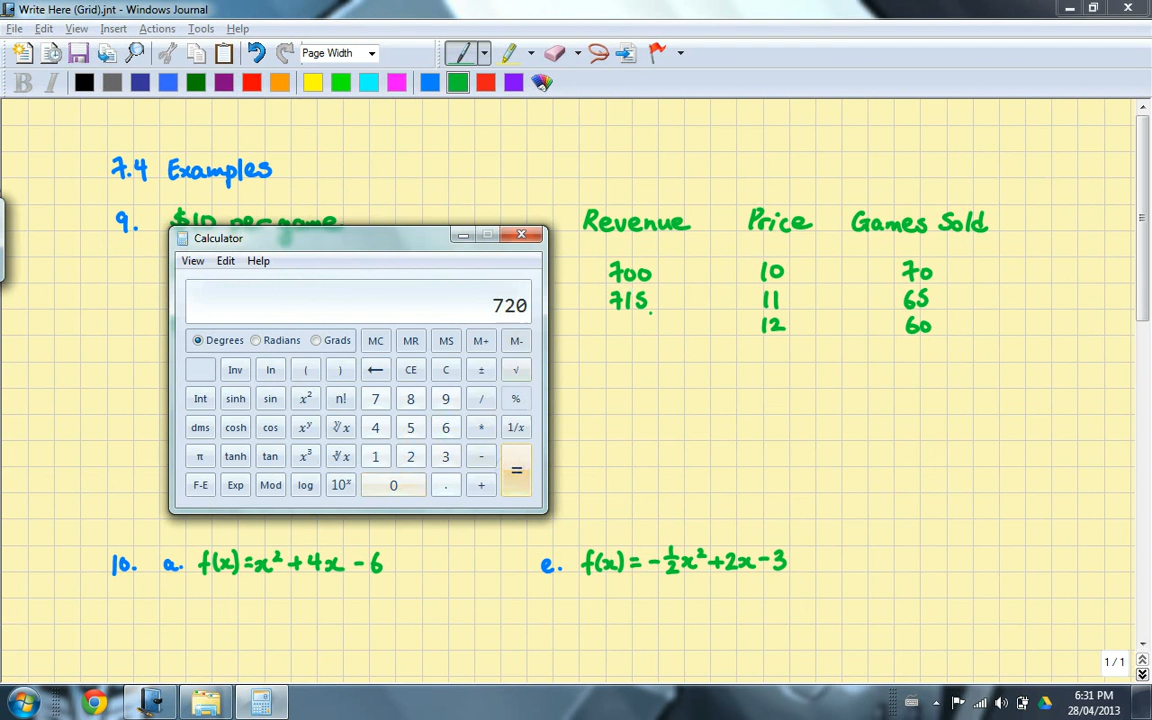 Write Here (Grid).jnt - Windows Journal
File Edit View Insert Actions Tools Help
Page Width
B I
7.4 Examples
9. $10 per game
Revenue Price Games Sold
700 10 70
715 11 65
12 60
Calculator
View Edit Help
720
Degrees Radians Grads MC MR MS M+ M-
Inv ln ( ) ← CE C ± √
Int sinh sin x² n! 7 8 9 / %
dms cosh cos xʸ ʸ√x 4 5 6 * 1/x
π tanh tan x³ ³√x 1 2 3 - =
F-E Exp Mod log 10ˣ 0 . +
10. a. f(x)=x²+4x-6
e. f(x)=-½x²+2x-3
1 / 1
6:31 PM
28/04/2013